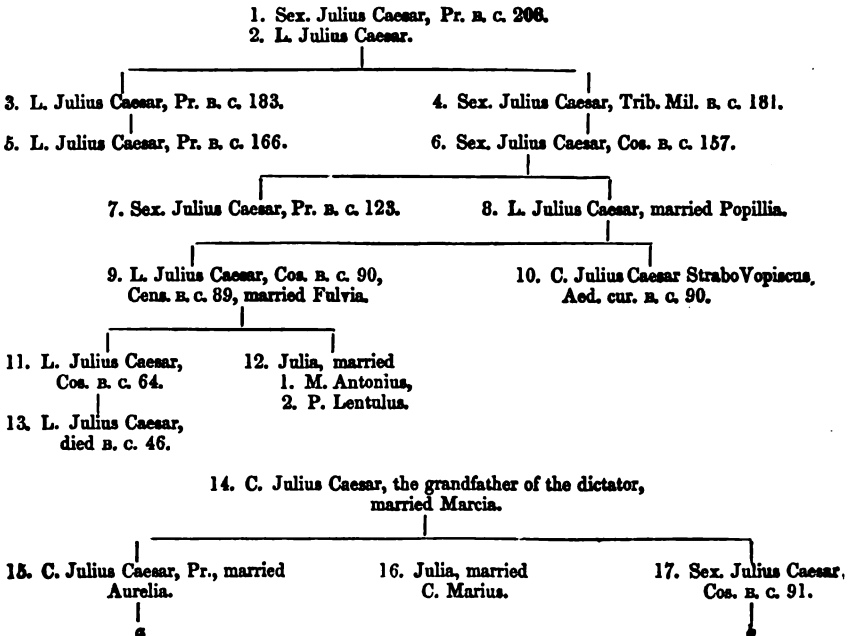 1. Sex. Julius Caesar, Pr. B. C. 208.
2. L. Julius Caesar.
3. L. Julius Caesar, Pr. B. C. 183.
4. Sex. Julius Caesar, Trib. Mil. B. C. 181.
5. L. Julius Caesar, Pr. B. C. 166.
6. Sex. Julius Caesar, Cos. B. C. 157.
7. Sex. Julius Caesar, Pr. B. C. 123.
8. L. Julius Caesar, married Popillia.
9. L. Julius Caesar, Cos. B. C. 90,
Cens. B. C. 89, married Fulvia.
10. C. Julius Caesar Strabo Vopiscus,
Aed. cur. B. C. 90.
11. L. Julius Caesar,
Cos. B. C. 64.
12. Julia, married
1. M. Antonius,
2. P. Lentulus.
13. L. Julius Caesar,
died B. C. 46.
14. C. Julius Caesar, the grandfather of the dictator,
married Marcia.
15. C. Julius Caesar, Pr., married
Aurelia.
16. Julia, married
C. Marius.
17. Sex. Julius Caesar,
Cos. B. C. 91.
a